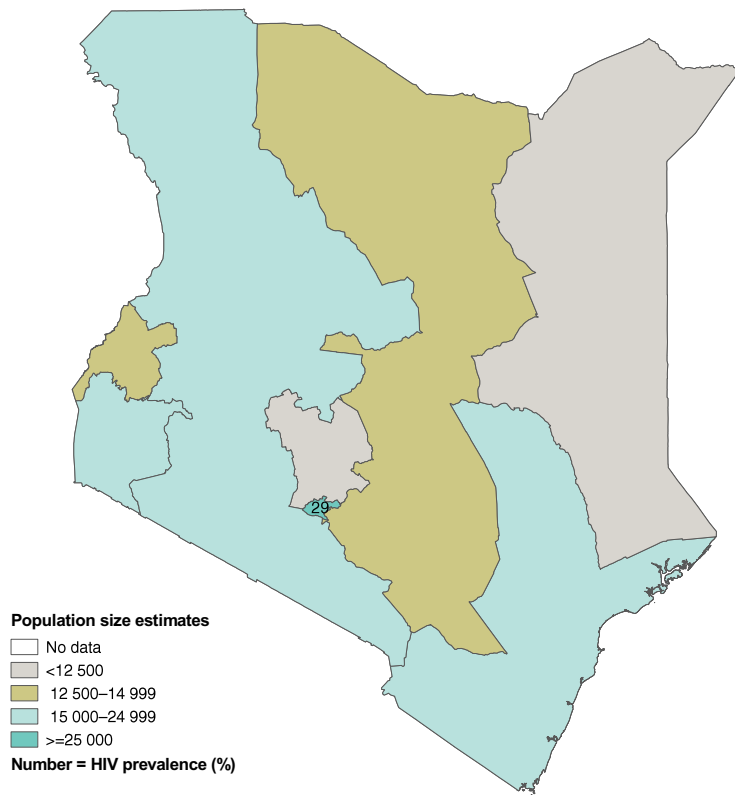 29
Population size estimates
No data
<12 500
12 500–14 999
15 000–24 999
>=25 000
Number = HIV prevalence (%)